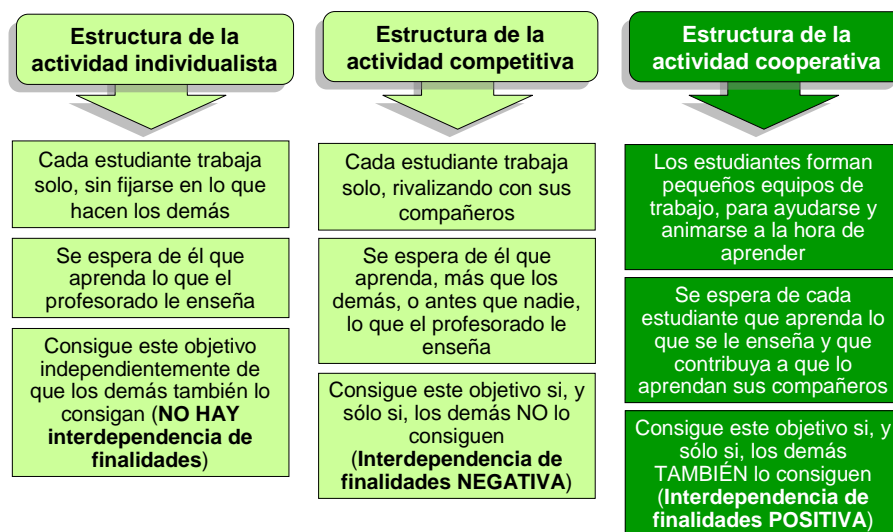 Estructura de la
actividad individualista
Cada estudiante trabaja
solo, sin fijarse en lo que
hacen los demás
Se espera de él que
aprenda lo que el
profesorado le enseña
Consigue este objetivo
independientemente de
que los demás también lo
consigan (NO HAY
interdependencia de
finalidades)
Estructura de la
actividad competitiva
Cada estudiante trabaja
solo, rivalizando con sus
compañeros
Se espera de él que
aprenda, más que los
demás, o antes que nadie,
lo que el profesorado le
enseña
Consigue este objetivo si, y
sólo si, los demás NO lo
consiguen
(Interdependencia de
finalidades NEGATIVA)
Estructura de la
actividad cooperativa
Los estudiantes forman
pequeños equipos de
trabajo, para ayudarse y
animarse a la hora de
aprender
Se espera de cada
estudiante que aprenda lo
que se le enseña y que
contribuya a que lo
aprendan sus compañeros
Consigue este objetivo si, y
sólo si, los demás
TAMBIÉN lo consiguen
(Interdependencia de
finalidades POSITIVA)